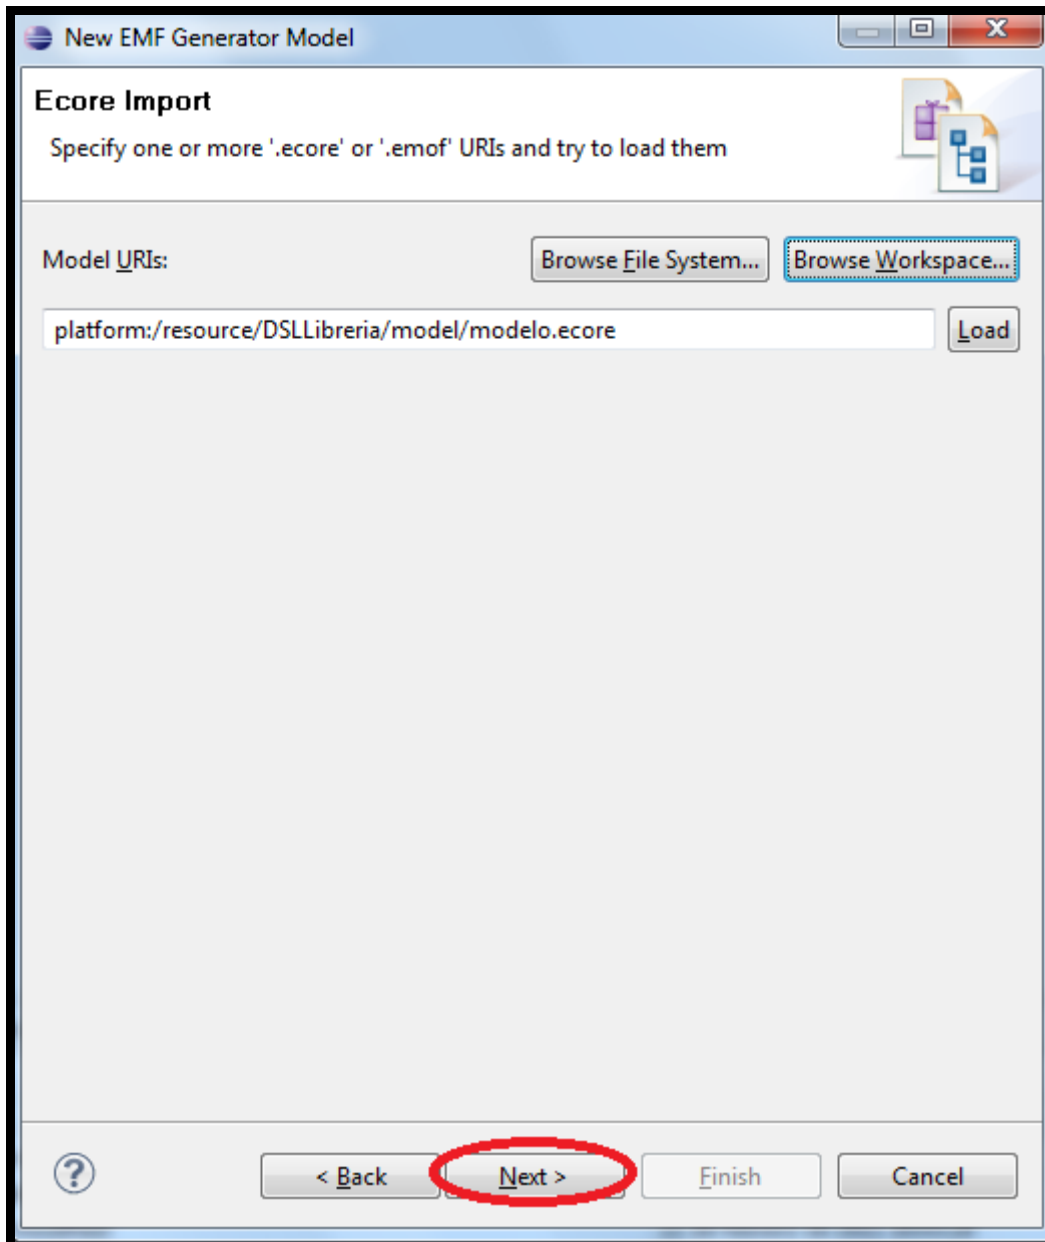 New EMF Generator Model
Ecore Import
Specify one or more '.ecore' or '.emof' URIs and try to load them
Model URIs:
Browse File System...
Browse Workspace...
platform:/resource/DSLLibreria/model/modelo.ecore
Load
< Back
Next >
Finish
Cancel